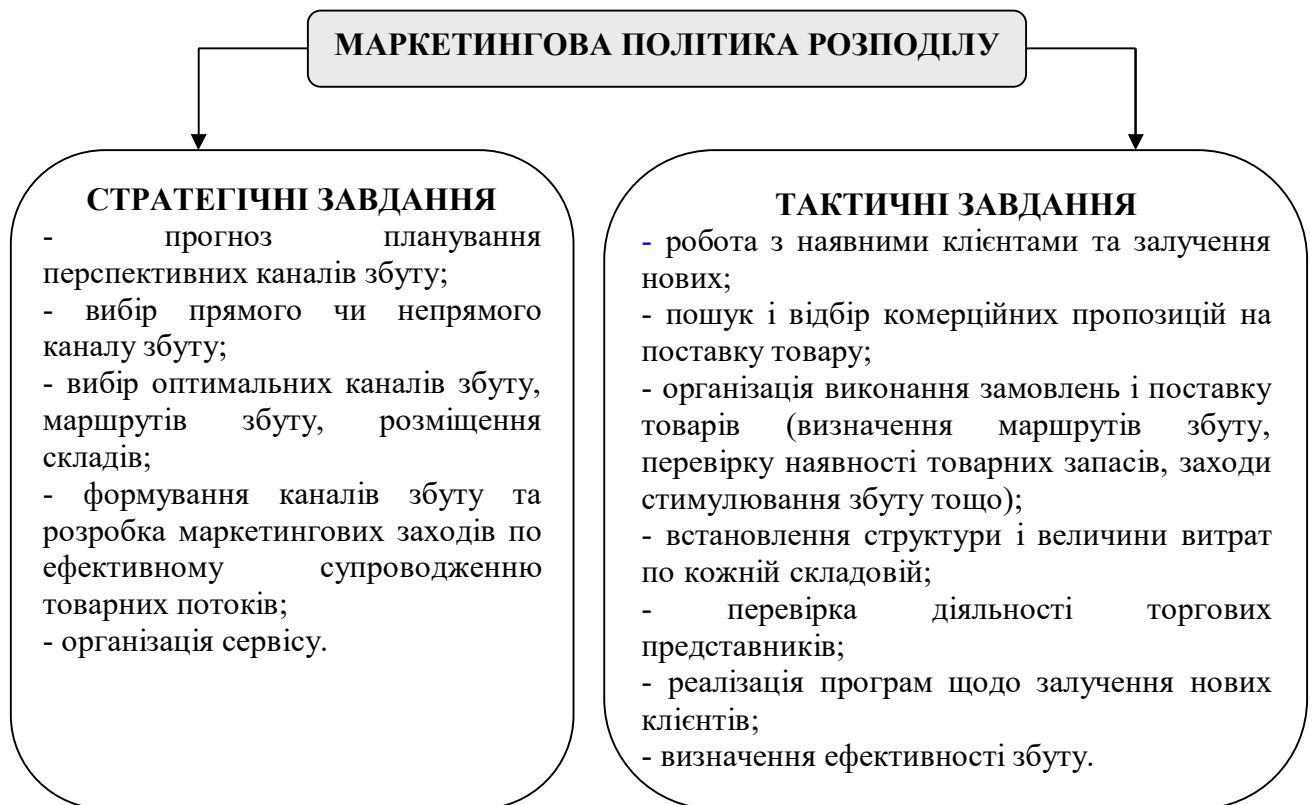 МАРКЕТИНГОВА ПОЛІТИКА РОЗПОДІЛУ
СТРАТЕГІЧНІ ЗАВДАННЯ
- прогноз планування
перспективних каналів збуту;
- вибір прямого чи непрямого
каналу збуту;
- вибір оптимальних каналів збуту,
маршрутів збуту, розміщення
складів;
- формування каналів збуту та
розробка маркетингових заходів по
ефективному супроводженню
товарних потоків;
- організація сервісу.
ТАКТИЧНІ ЗАВДАННЯ
- робота з наявними клієнтами та залучення
нових;
- пошук і відбір комерційних пропозицій на
поставку товару;
- організація виконання замовлень і поставку
товарів (визначення маршрутів збуту,
перевірку наявності товарних запасів, заходи
стимулювання збуту тощо);
- встановлення структури і величини витрат
по кожній складовій;
- перевірка діяльності торгових
представників;
- реалізація програм щодо залучення нових
клієнтів;
- визначення ефективності збуту.